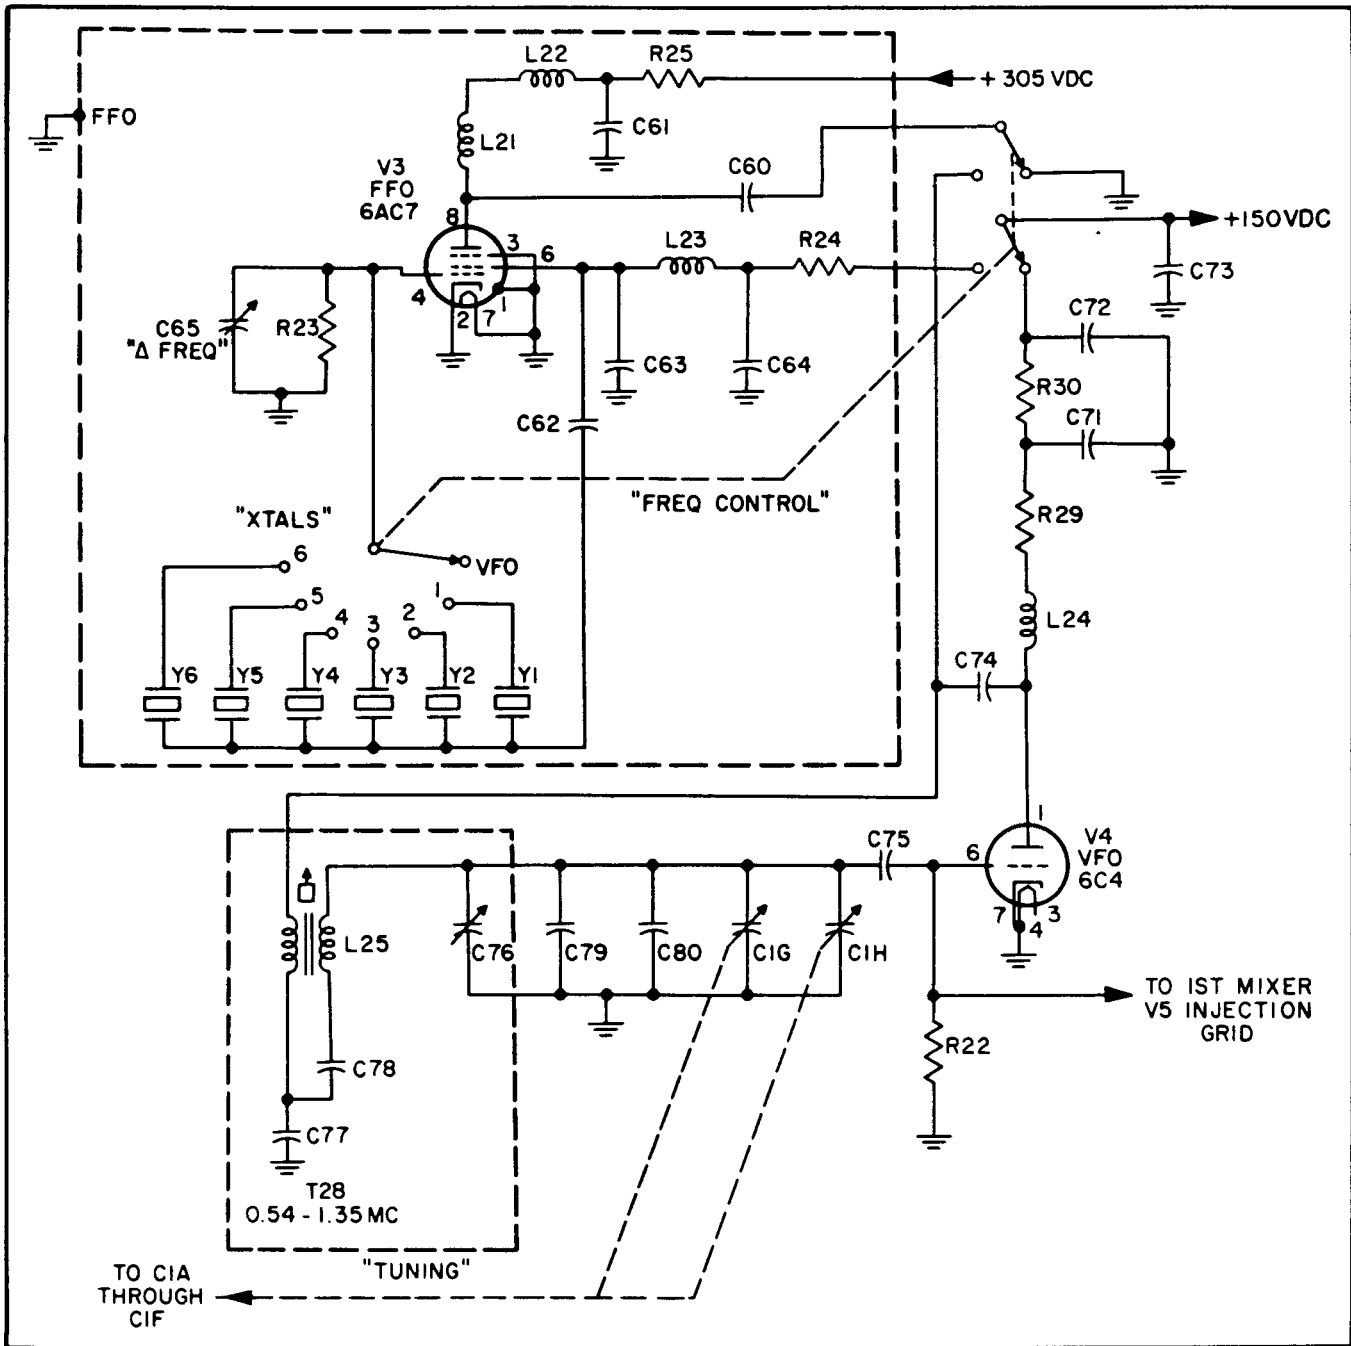 L22
R25
+ 305 VDC
FFO
L21
C61
V3
FFO
6AC7
C60
8
3
6
+150VDC
L23
R24
4
1
2
7
C73
C65
"Δ FREQ"
R23
C63
C64
C72
R30
C62
C71
"FREQ CONTROL"
"XTALS"
R29
6
VFO
5
4
3
2
1
L24
C74
Y6
Y5
Y4
Y3
Y2
Y1
1
C75
6
V4
VFO
6C4
7
3
4
L25
C76
C79
C80
C1G
C1H
TO 1ST MIXER
V5 INJECTION
GRID
R22
C78
C77
T28
0.54 - 1.35 MC
"TUNING"
TO C1A
THROUGH
C1F